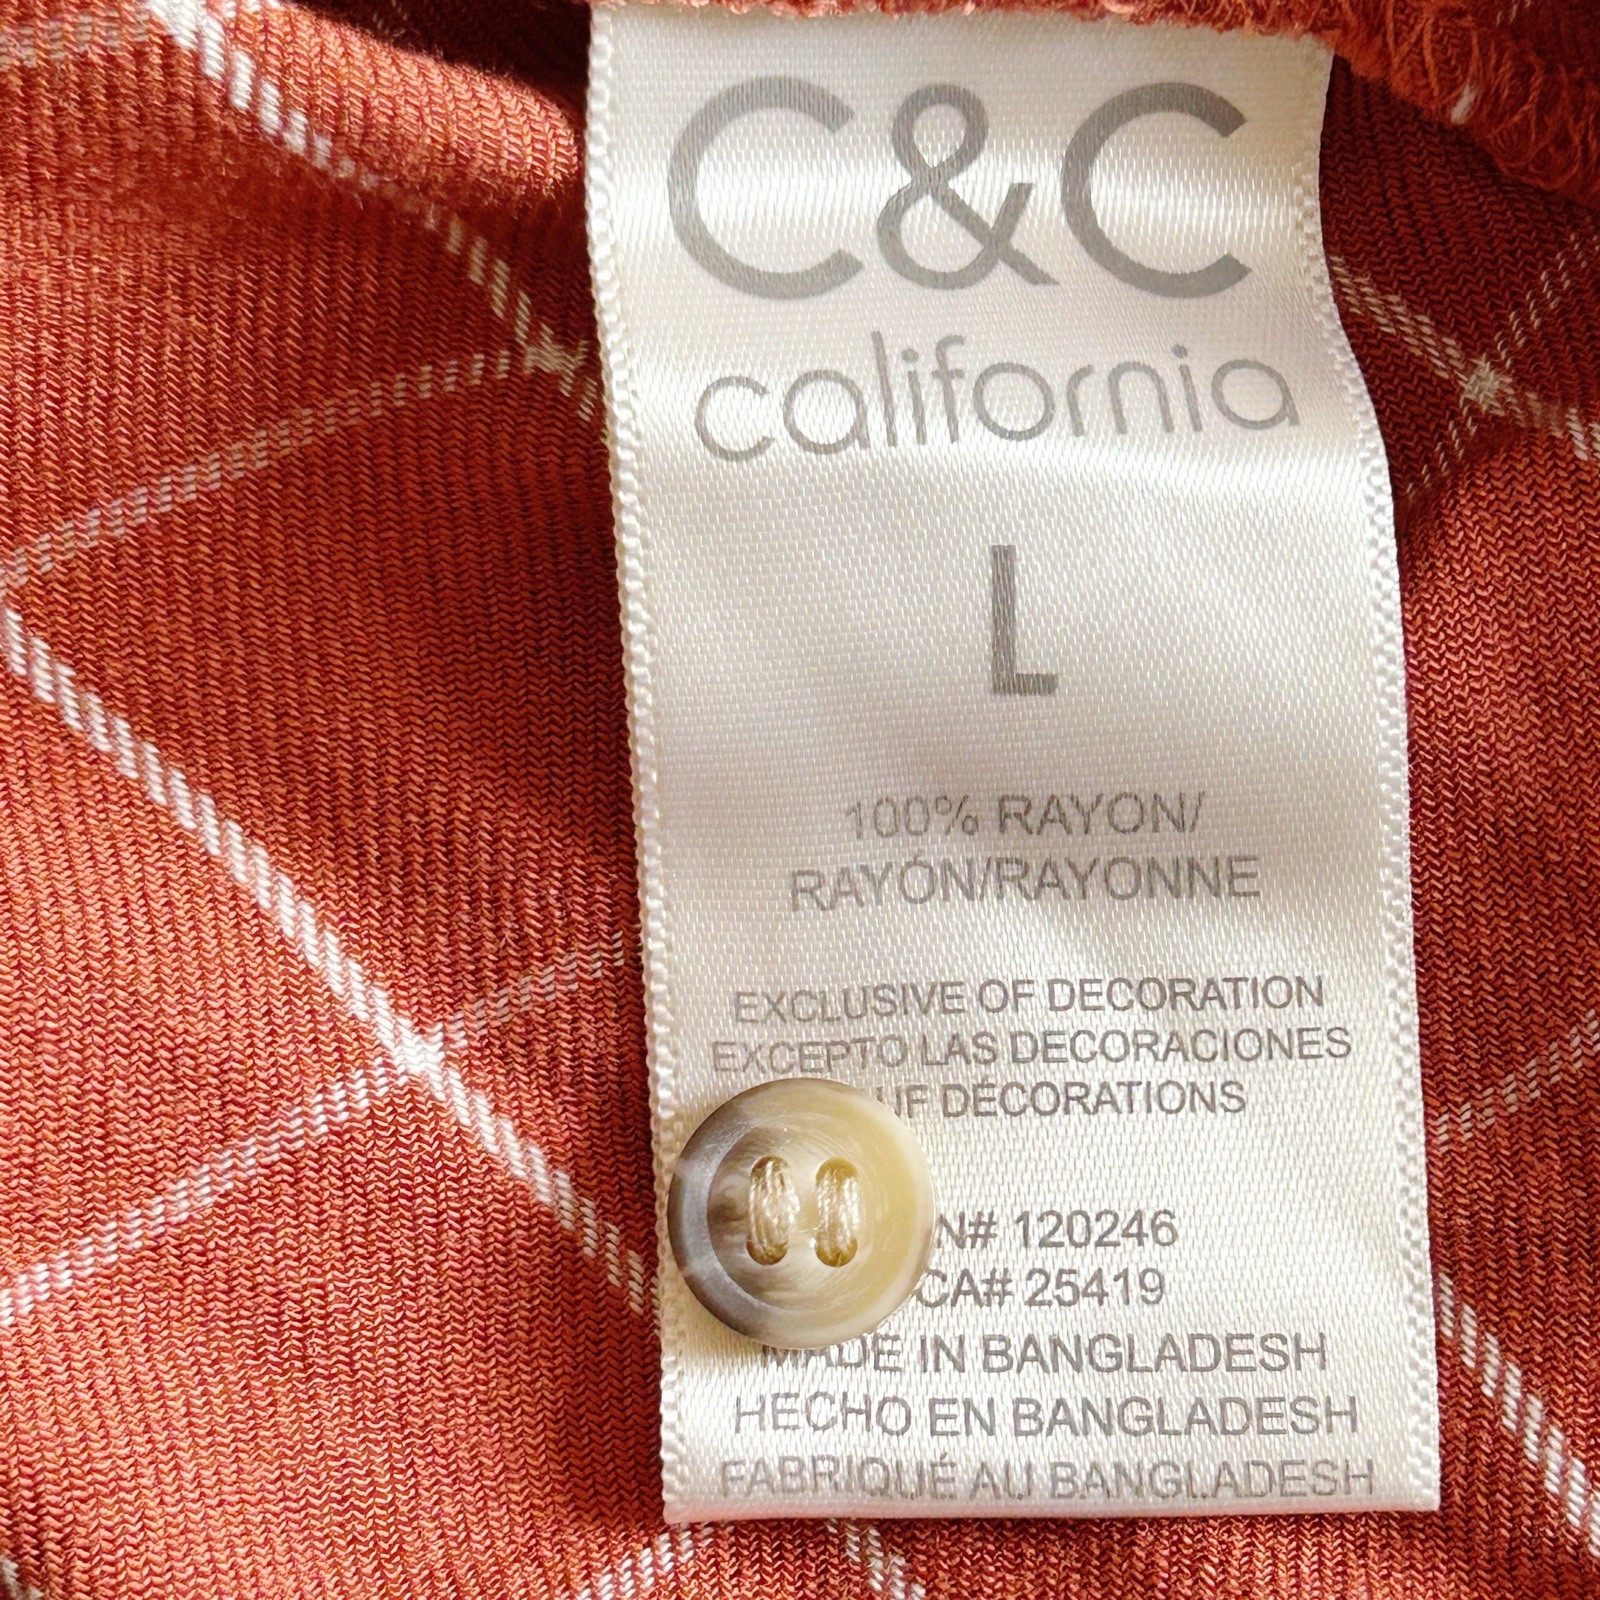 C&C
california
L
100% RAYON/
RAYÓN/RAYONNE
EXCLUSIVE OF DECORATION
EXCEPTO LAS DECORACIONES
DÉCORATIONS
120246
CA# 25419
MADE IN BANGLADESH
HECHO EN BANGLADESH
FABRIQUÉ AU BANGLADESH